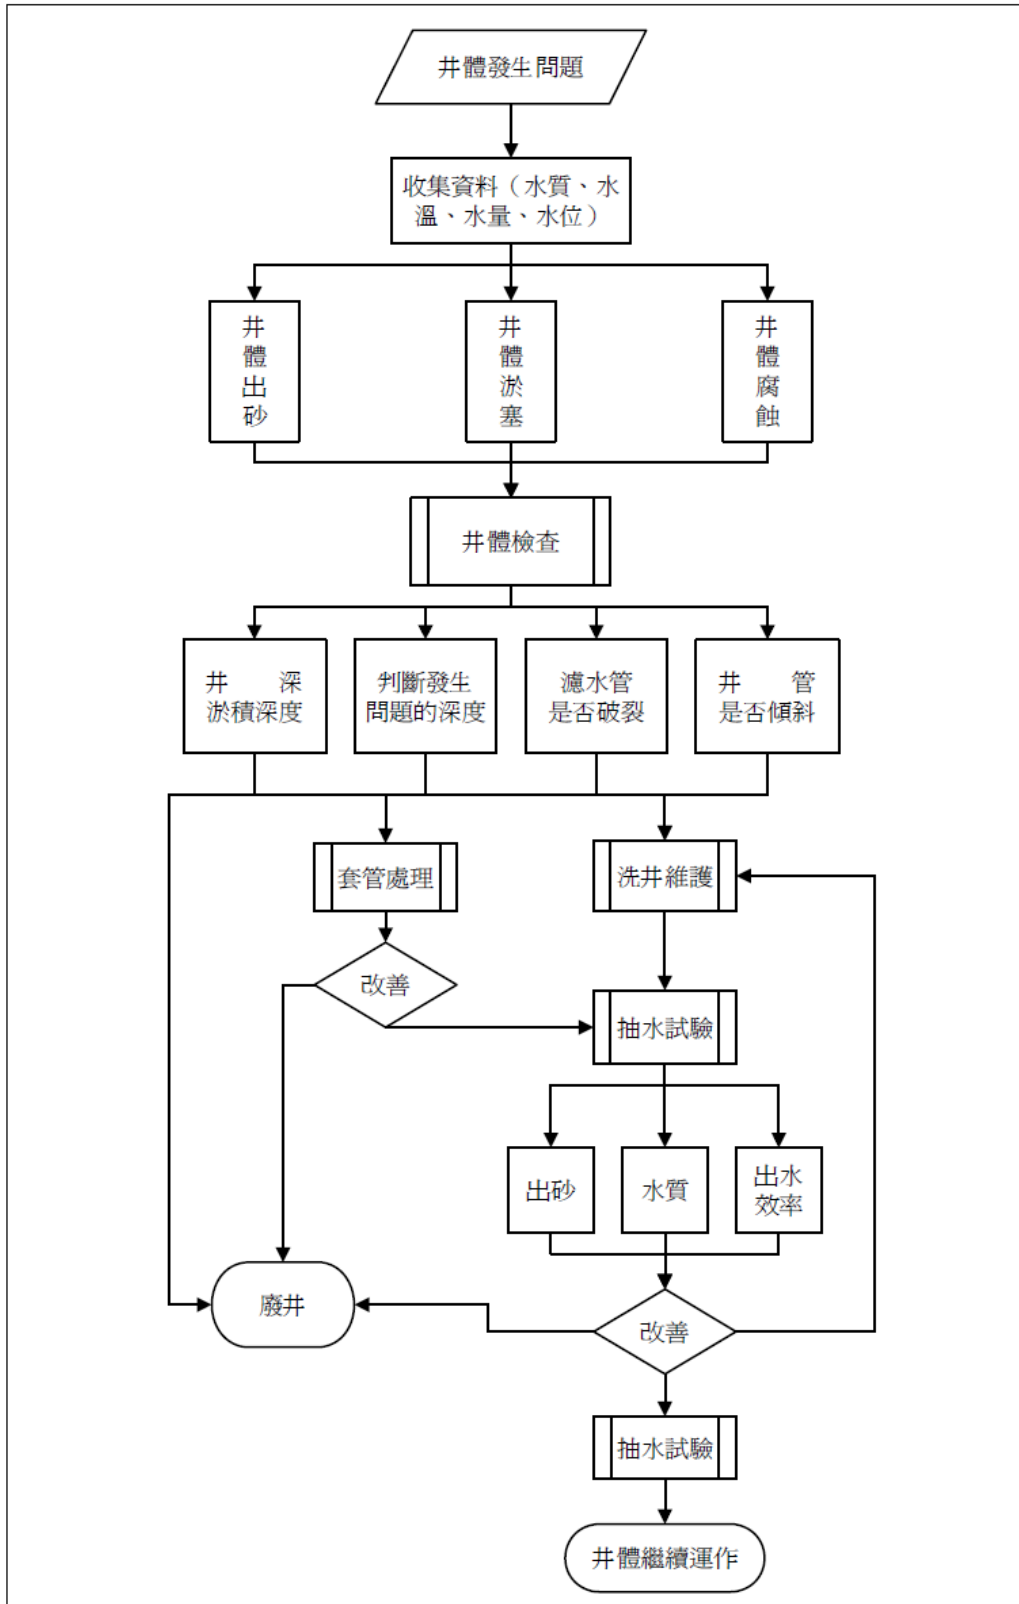 井體發生問題
收集資料（水質、水
溫、水量、水位）
井
體
出
砂
井
體
淤
塞
井
體
腐
蝕
井體檢查
井　　深
淤積深度
判斷發生
問題的深度
濾水管
是否破裂
井　　管
是否傾斜
套管處理
洗井維護
改善
抽水試驗
出砂
水質
出水
效率
廢井
改善
抽水試驗
井體繼續運作